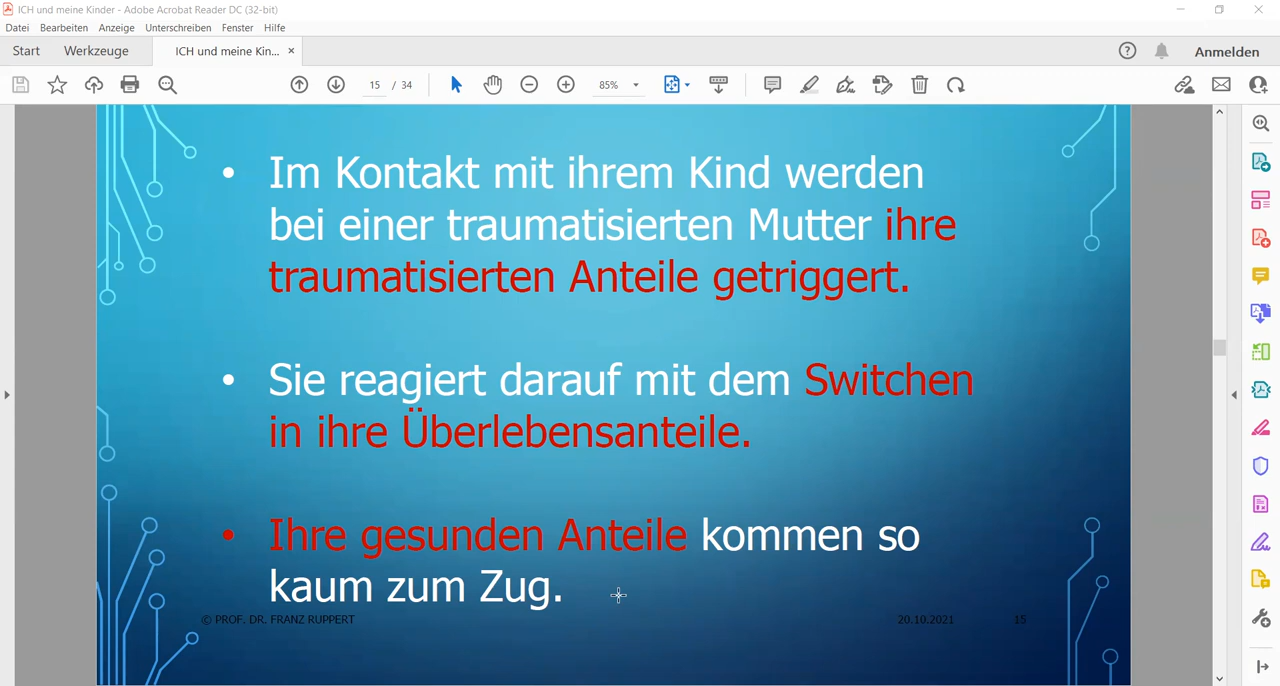 ICH und meine Kinder - Adobe Acrobat Reader DC (32-bit)
Datei Bearbeiten Anzeige Unterschreiben Fenster Hilfe
Start Werkzeuge ICH und meine Kin... × Anmelden
15 / 34 85%
• Im Kontakt mit ihrem Kind werden
bei einer traumatisierten Mutter ihre
traumatisierten Anteile getriggert.
• Sie reagiert darauf mit dem Switchen
in ihre Überlebensanteile.
• Ihre gesunden Anteile kommen so
kaum zum Zug.
© PROF. DR. FRANZ RUPPERT 20.10.2021 15